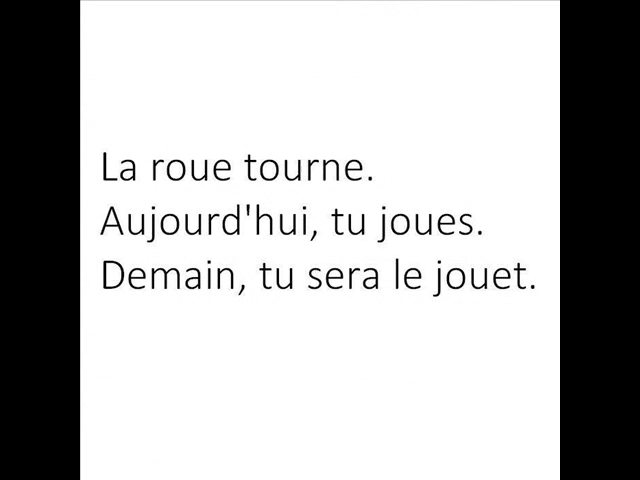 La roue tourne.
Aujourd'hui, tu joues.
Demain, tu sera le jouet.